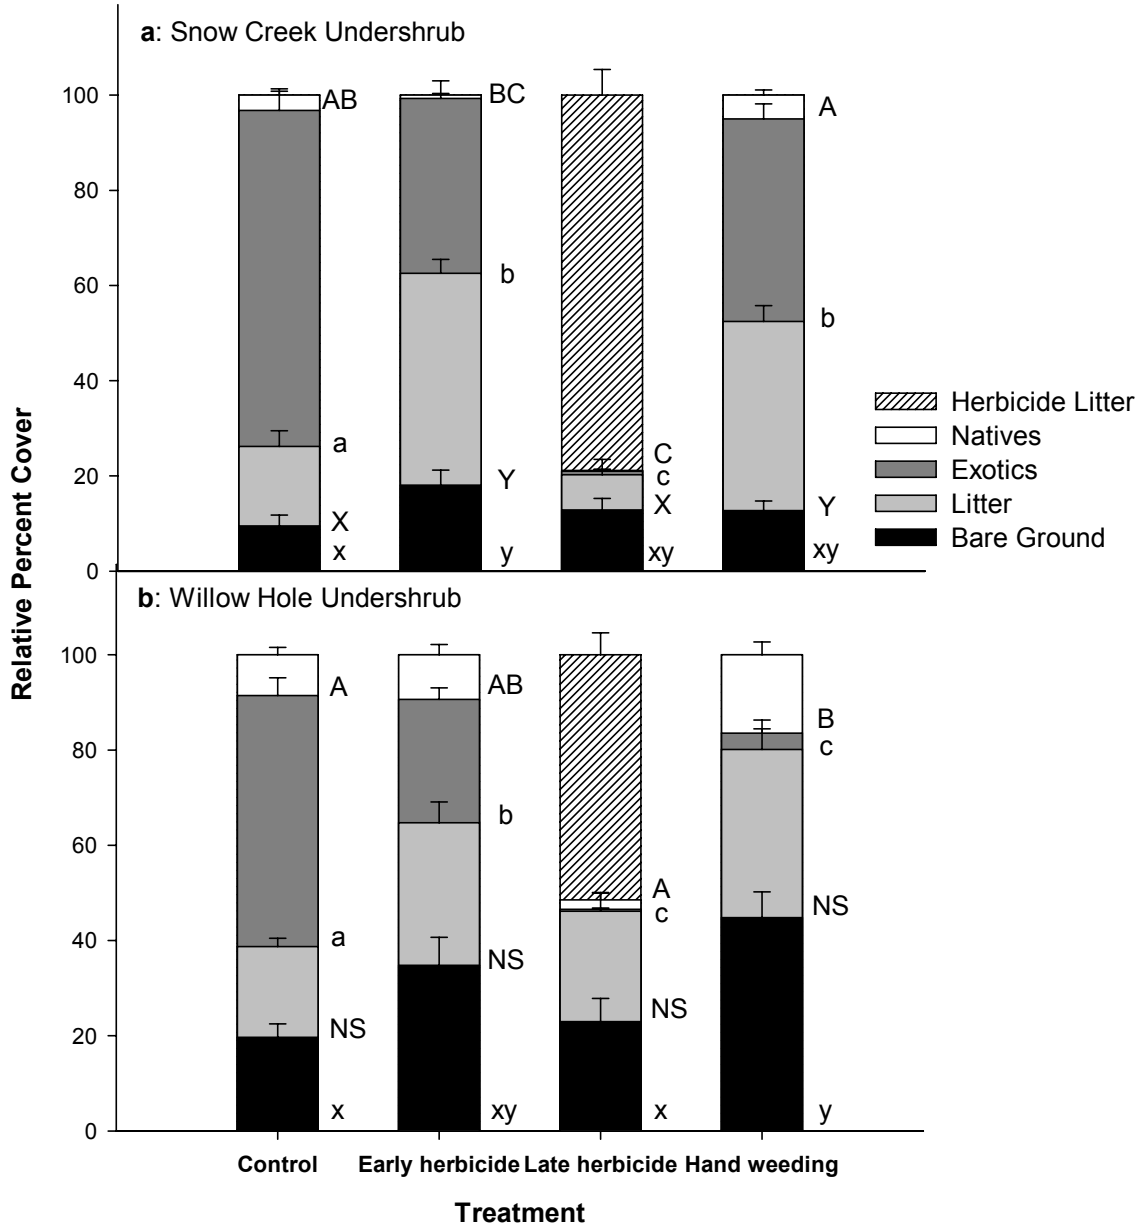 a: Snow Creek Undershrub
100
80
60
40
20
0
AB
a
X
x
BC
b
Y
y
C
c
X
xy
A
b
Y
xy
Herbicide Litter
Natives
Exotics
Litter
Bare Ground
Relative Percent Cover
b: Willow Hole Undershrub
100
80
60
40
20
0
A
a
NS
x
AB
b
NS
xy
A
c
NS
x
B
c
NS
y
Control Early herbicide Late herbicide Hand weeding
Treatment